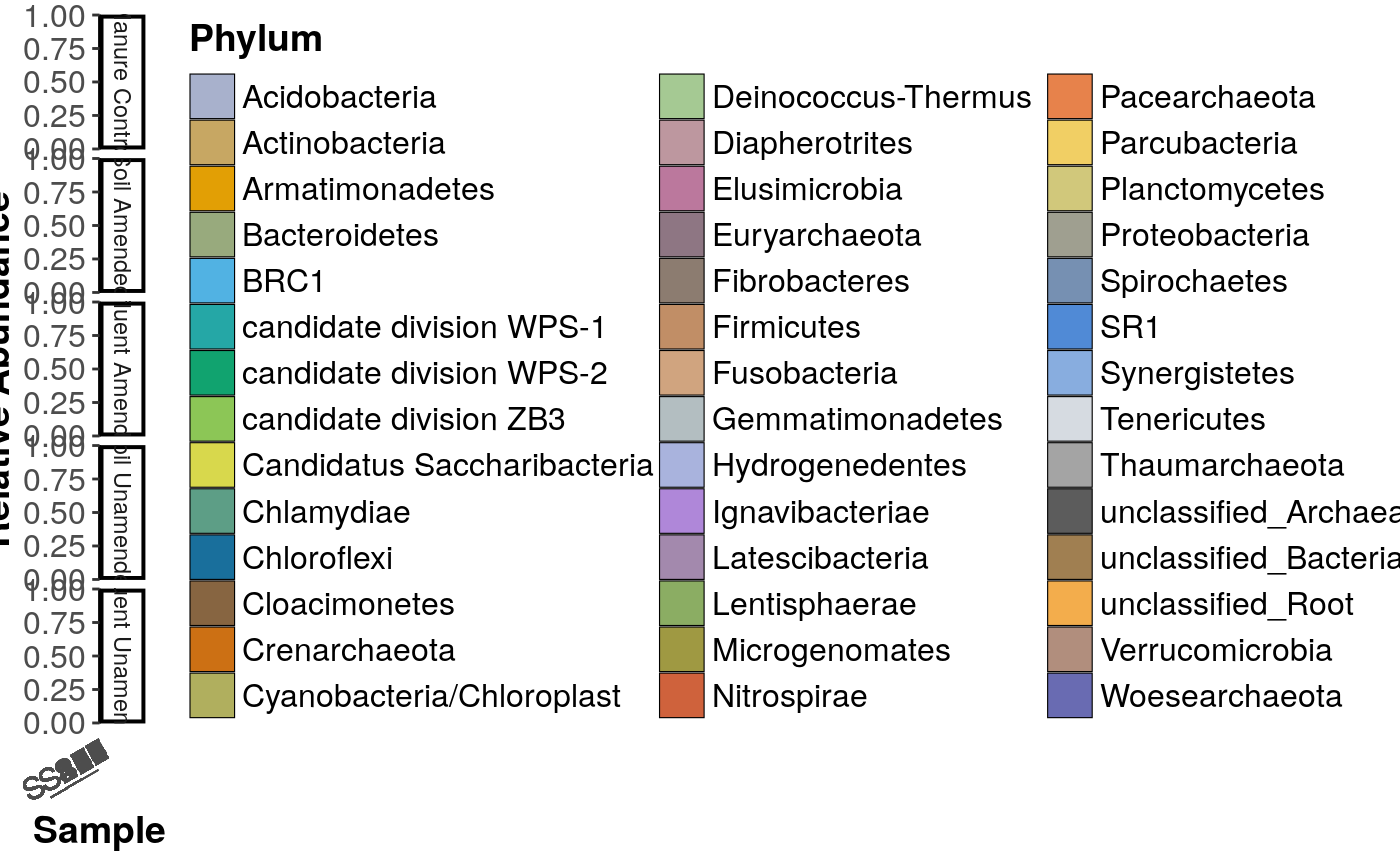 Relative Abundance
1.00
0.75
0.50
0.25
0.00
1.00
0.75
0.50
0.25
0.00
1.00
0.75
0.50
0.25
0.00
1.00
0.75
0.50
0.25
0.00
1.00
0.75
0.50
0.25
0.00
anure Contr
Soil Amended
luent Amend
oil Unamend
ent Unamen
Sample
Phylum
Acidobacteria
Actinobacteria
Armatimonadetes
Bacteroidetes
BRC1
candidate division WPS-1
candidate division WPS-2
candidate division ZB3
Candidatus Saccharibacteria
Chlamydiae
Chloroflexi
Cloacimonetes
Crenarchaeota
Cyanobacteria/Chloroplast
Deinococcus-Thermus
Diapherotrites
Elusimicrobia
Euryarchaeota
Fibrobacteres
Firmicutes
Fusobacteria
Gemmatimonadetes
Hydrogenedentes
Ignavibacteriae
Latescibacteria
Lentisphaerae
Microgenomates
Nitrospirae
Pacearchaeota
Parcubacteria
Planctomycetes
Proteobacteria
Spirochaetes
SR1
Synergistetes
Tenericutes
Thaumarchaeota
unclassified_Archaea
unclassified_Bacteria
unclassified_Root
Verrucomicrobia
Woesearchaeota